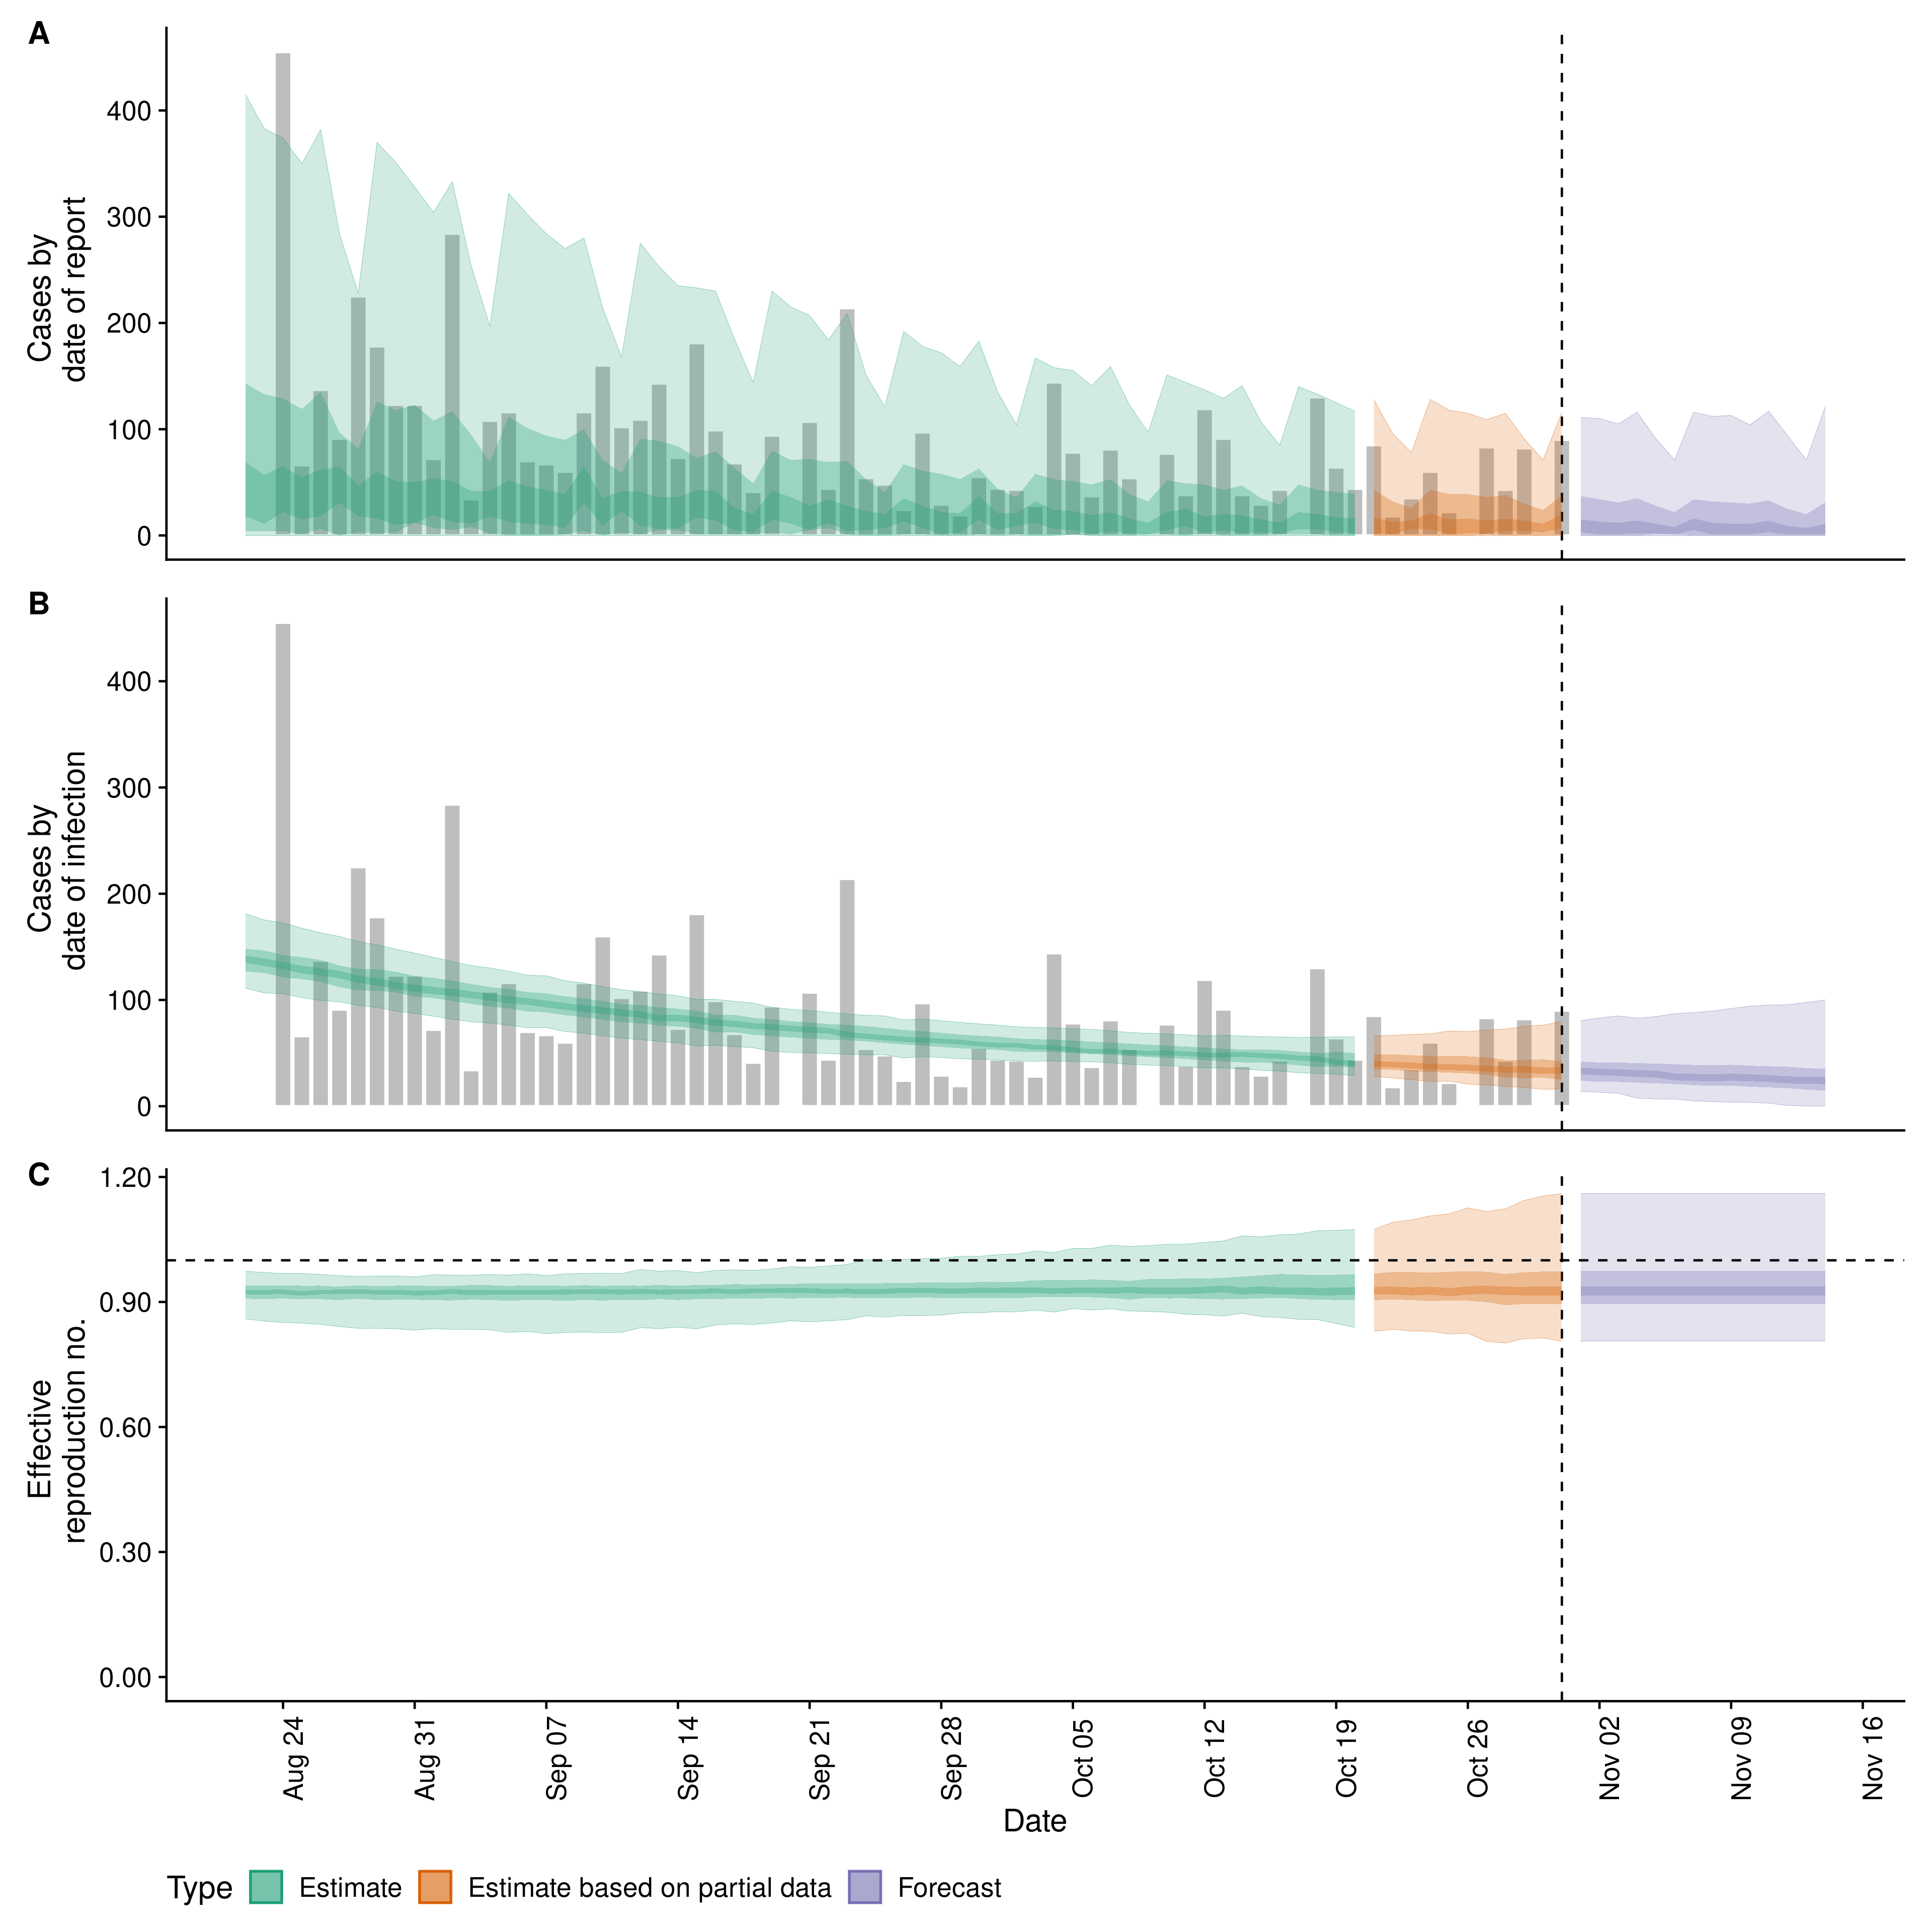 A
Cases by
date of report
400
300
200
100
0
B
Cases by
date of infection
400
300
200
100
0
C
Effective
reproduction no.
1.20
0.90
0.60
0.30
0.00
Aug 24
Aug 31
Sep 07
Sep 14
Sep 21
Sep 28
Oct 05
Oct 12
Oct 19
Oct 26
Nov 02
Nov 09
Nov 16
Date
Type Estimate Estimate based on partial data Forecast